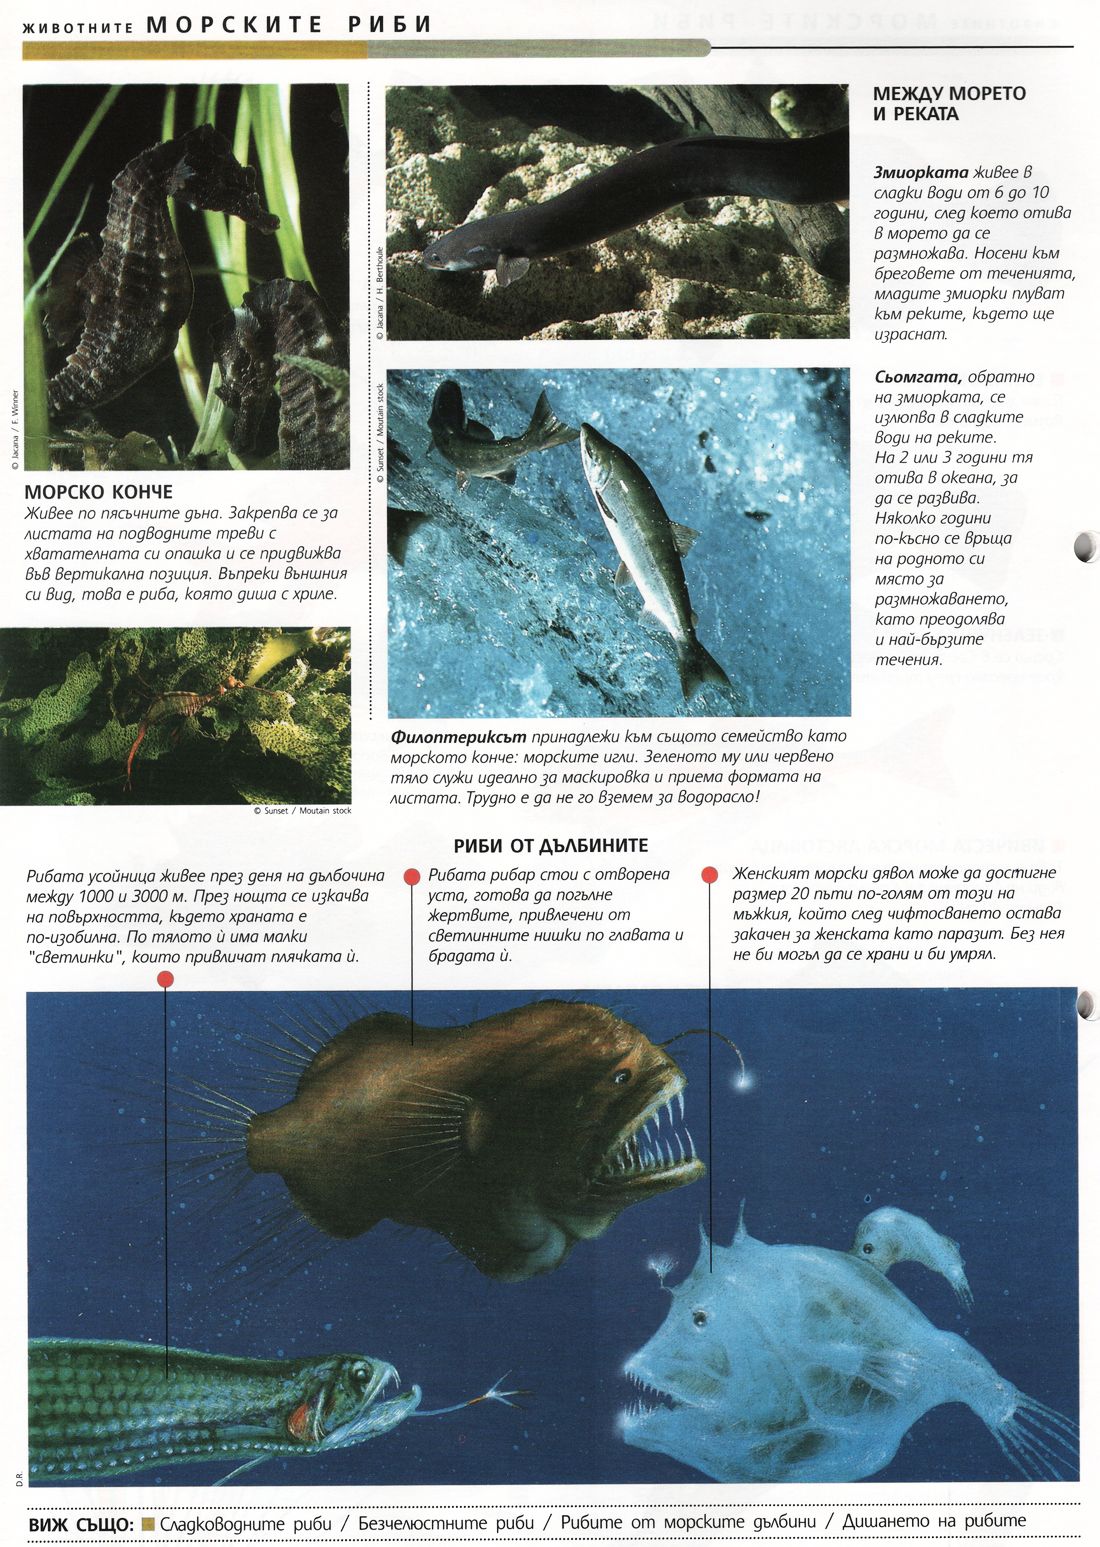 ЖИВОТНИТЕ МОРСКИТЕ РИБИ
© Jacana / F. Winner
МОРСКО КОНЧЕ
Живее по пясъчните дъна. Закрепва се за
листата на подводните треви с
хватателната си опашка и се придвижва
във вертикална позиция. Въпреки външния
си вид, това е риба, която диша с хриле.
© Sunset / Moutain stock
© Jacana / H. Berthoule
© Sunset / Moutain stock
МЕЖДУ МОРЕТО
И РЕКАТА
Змиорката живее в
сладки води от 6 до 10
години, след което отива
в морето да се
размножава. Носени към
бреговете от теченията,
младите змиорки плуват
към реките, където ще
израснат.
Сьомгата, обратно
на змиорката, се
излюпва в сладките
води на реките.
На 2 или 3 години тя
отива в океана, за
да се развива.
Няколко години
по-късно се връща
на родното си
място за
размножаването,
като преодолява
и най-бързите
течения.
Филоптериксът принадлежи към същото семейство като
морското конче: морските игли. Зеленото му или червено
тяло служи идеално за маскировка и приема формата на
листата. Трудно е да не го вземем за водорасло!
РИБИ ОТ ДЪЛБИНИТЕ
Рибата усойница живее през деня на дълбочина
между 1000 и 3000 м. През нощта се изкачва
на повърхността, където храната е
по-изобилна. По тялото ѝ има малки
"светлинки", които привличат плячката ѝ.
Рибата рибар стои с отворена
уста, готова да погълне
жертвите, привлечени от
светлинните нишки по главата и
брадата ѝ.
Женският морски дявол може да достигне
размер 20 пъти по-голям от този на
мъжкия, който след чифтосването остава
закачен за женската като паразит. Без нея
не би могъл да се храни и би умрял.
D.R.
ВИЖ СЪЩО: Сладководните риби / Безчелюстните риби / Рибите от морските дълбини / Дишането на рибите